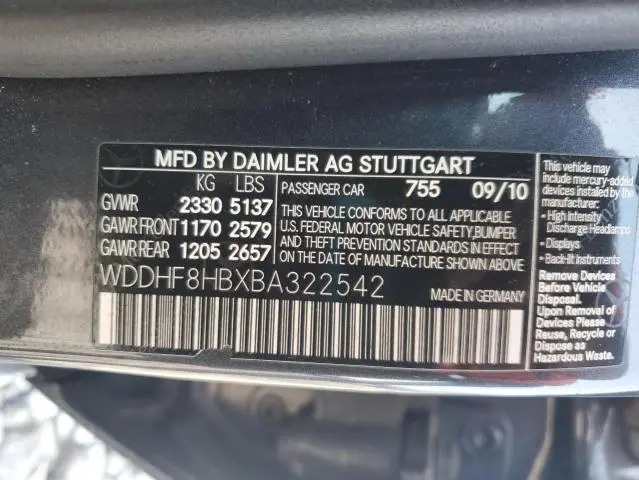 MFD BY DAIMLER AG STUTTGART
KG LBS
GVWR 2330 5137
GAWR FRONT 1170 2579
GAWR REAR 1205 2657
PASSENGER CAR 755 09/10
THIS VEHICLE CONFORMS TO ALL APPLICABLE
U.S. FEDERAL MOTOR VEHICLE SAFETY,BUMPER,
AND THEFT PREVENTION STANDARDS IN EFFECT
ON THE DATE OF MANUFACTURE SHOWN ABOVE.
WDDHF8HBXBA322542
This vehicle may
include mercury-added
devices installed by the
manufacturer:
• High Intensity
Discharge Headlamps
• Displays
• Back-lit Instruments
Remove Devices
Before Vehicle
Disposal.
Upon Removal of
Devices Please
Reuse, Recycle or
Dispose as
Hazardous Waste.